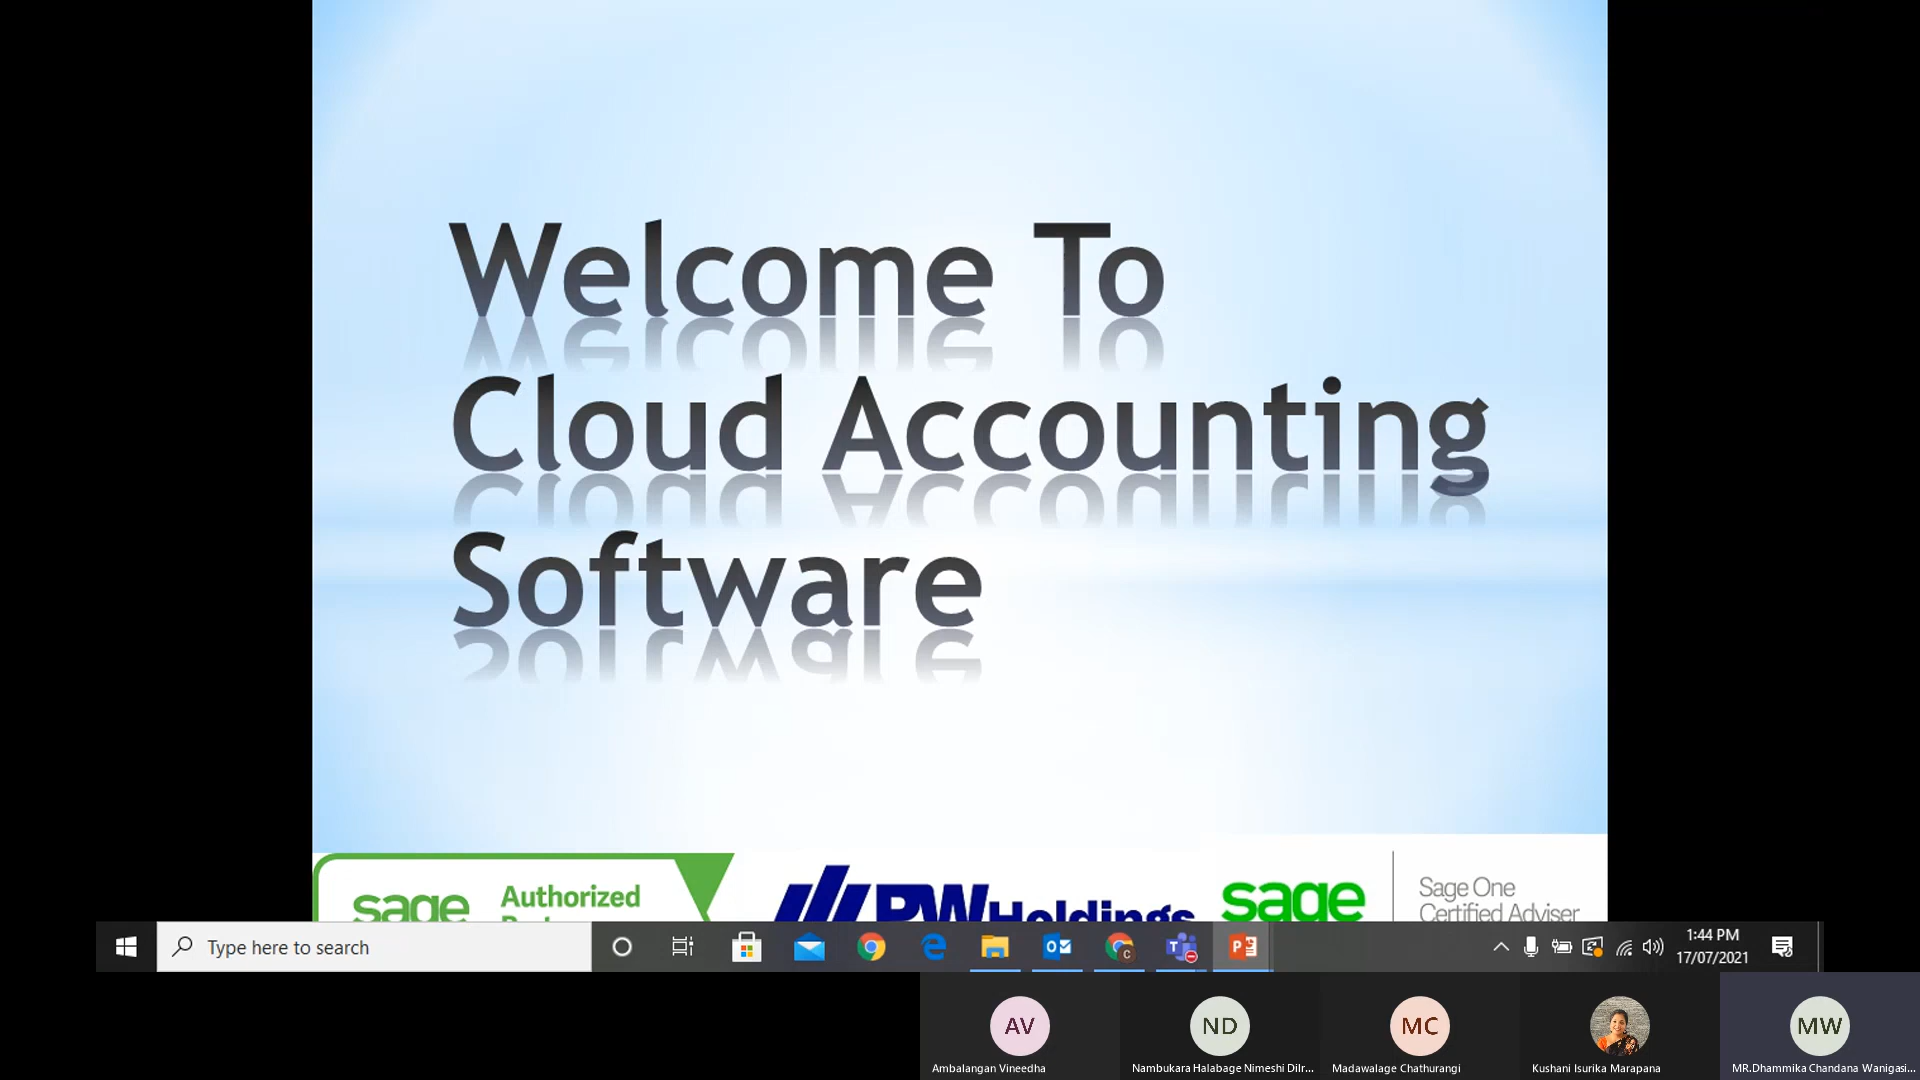 Welcome To
Cloud Accounting
Software
sage
Authorized
PW Holdings
sage
Sage One
Certified Adviser
Type here to search
1:44 PM
17/07/2021
AV
ND
MC
MW
Ambalangan Vineedha
Nambukara Halabage Nimeshi Dilr...
Madawalage Chathurangi
Kushani Isurika Marapana
MR.Dhammika Chandana Wanigasi...